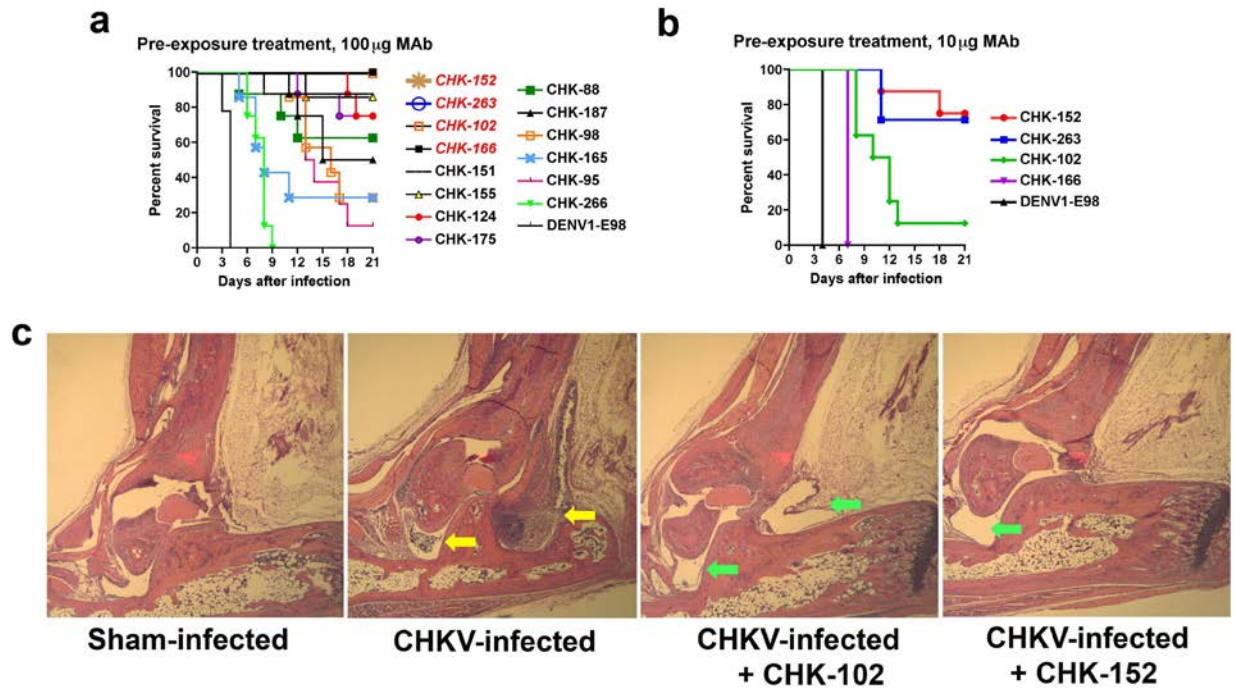 a
Pre-exposure treatment, 100 µg MAb
Percent survival
100
80
60
40
20
0
0 3 6 9 12 15 18 21
Days after infection
CHK-152
CHK-263
CHK-102
CHK-166
CHK-151
CHK-155
CHK-124
CHK-175
CHK-88
CHK-187
CHK-98
CHK-165
CHK-95
CHK-266
DENV1-E98
b
Pre-exposure treatment, 10 µg MAb
Percent survival
100
80
60
40
20
0
0 3 6 9 12 15 18 21
Days after infection
CHK-152
CHK-263
CHK-102
CHK-166
DENV1-E98
c
Sham-infected
CHKV-infected
CHKV-infected
+ CHK-102
CHKV-infected
+ CHK-152